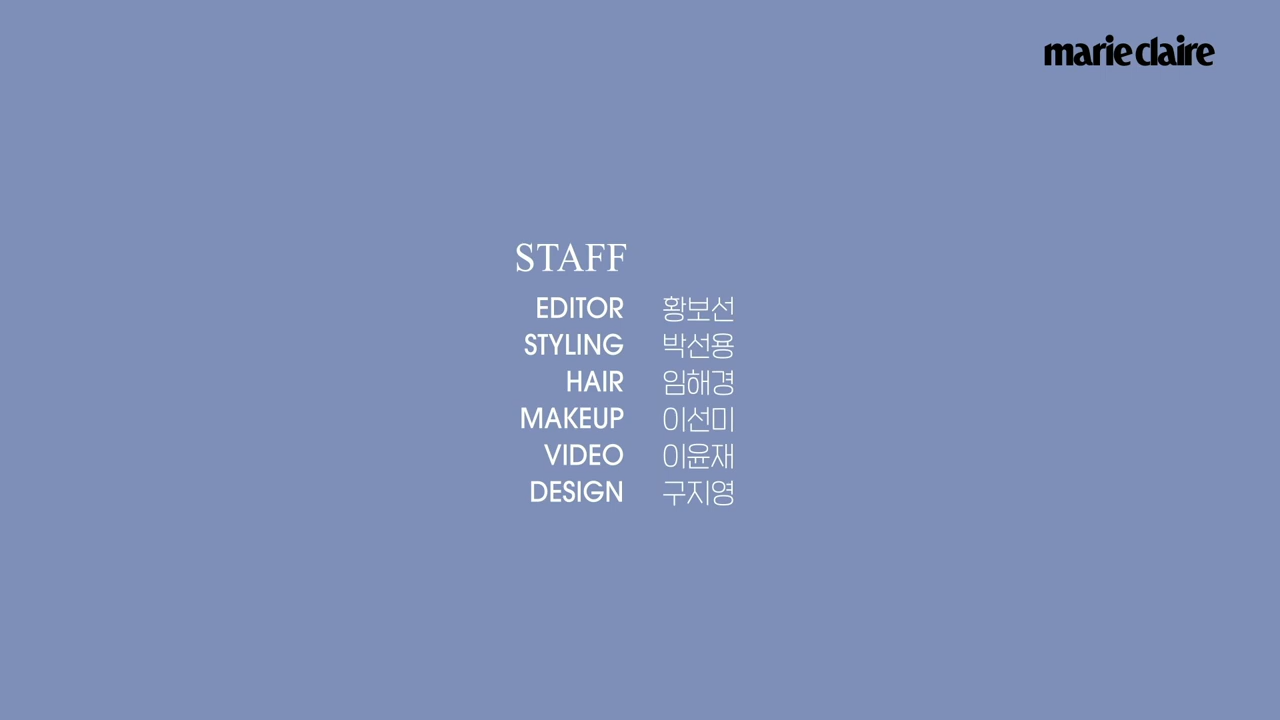 marie claire
STAFF
EDITOR 황보선
STYLING 박선용
HAIR 임해경
MAKEUP 이선미
VIDEO 이윤재
DESIGN 구지영